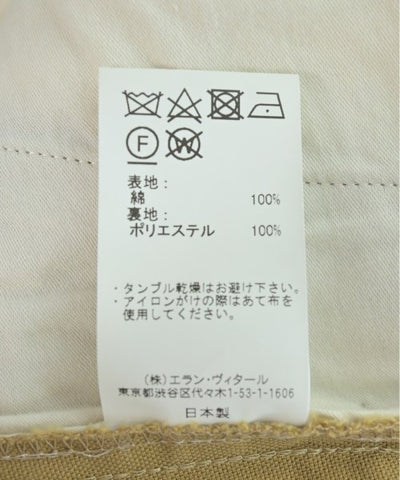 F W
表地：
綿 100%
裏地：
ポリエステル 100%
・タンブル乾燥はお避け下さい。
・アイロンがけの際はあて布を
使用してください。
(株)エラン・ヴィタール
東京都渋谷区代々木1-53-1-1606
日本製